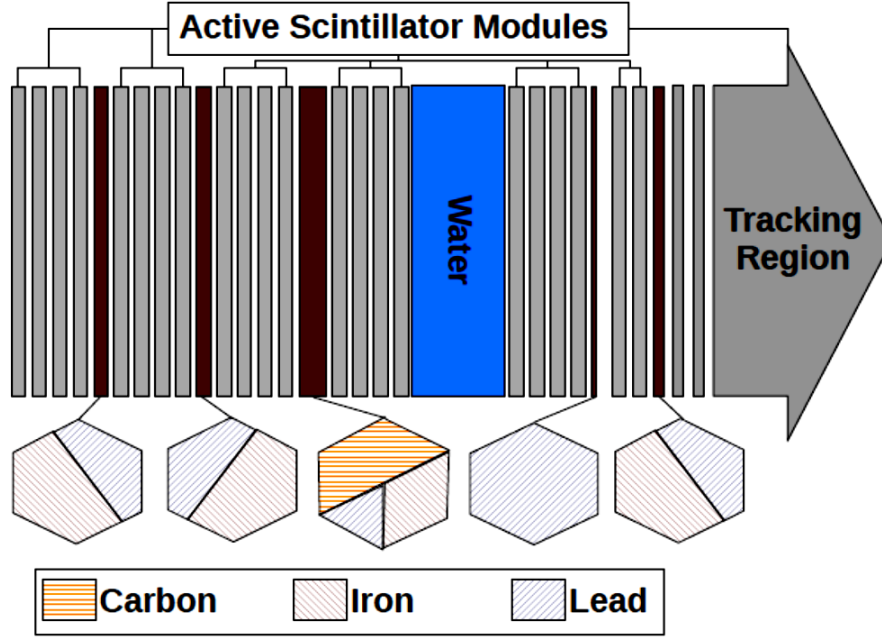 Active Scintillator Modules
Water
Tracking
Region
Carbon
Iron
Lead